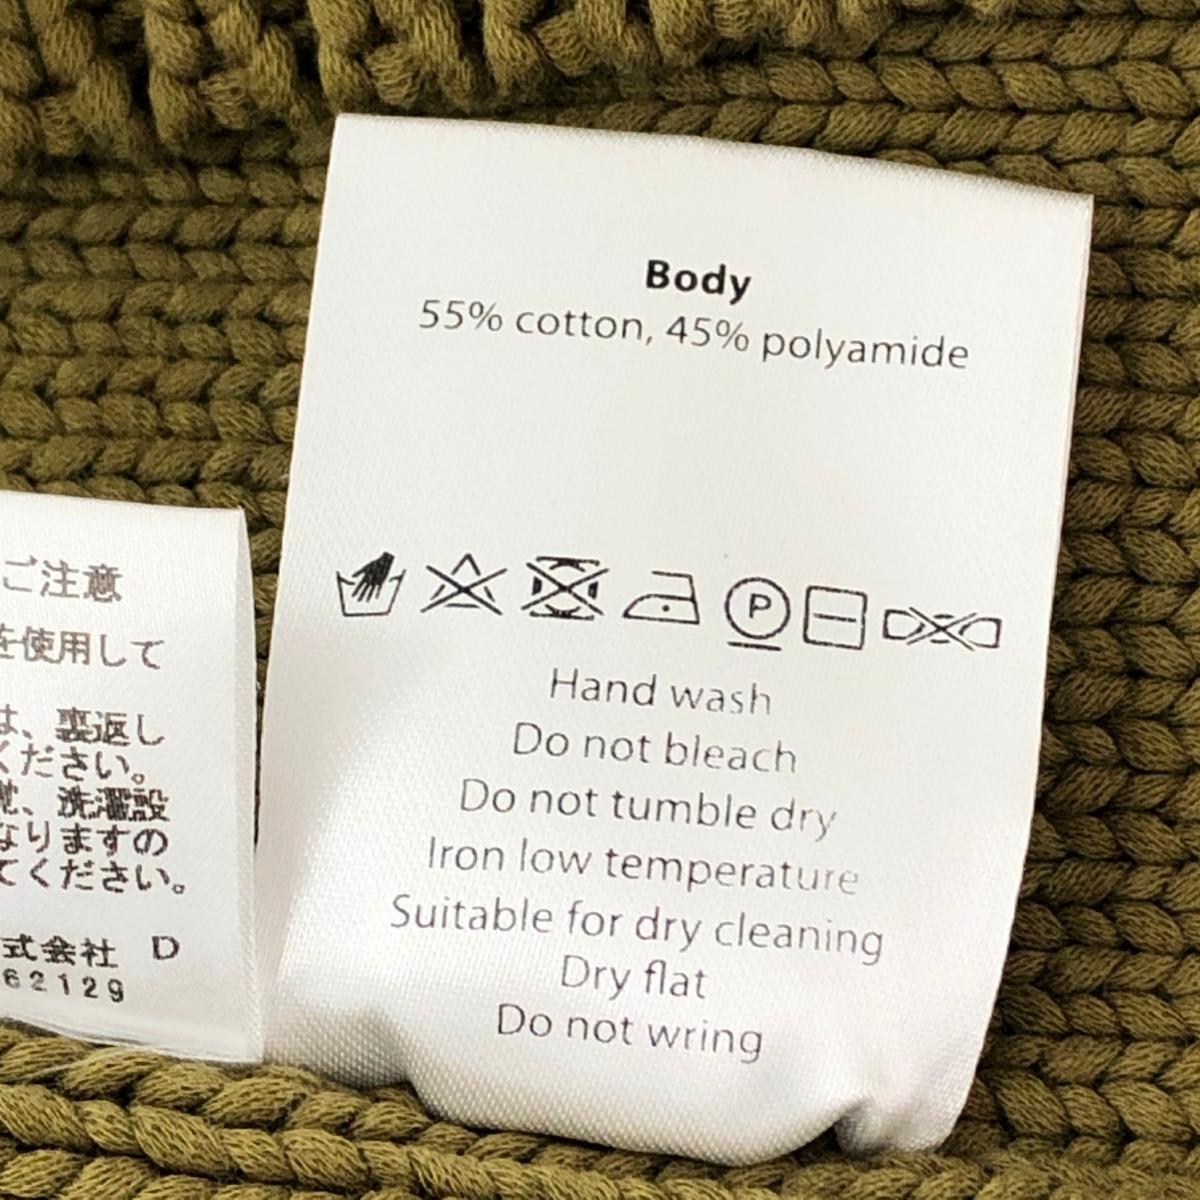 Body
55% cotton, 45% polyamide
P
Hand wash
Do not bleach
Do not tumble dry
Iron low temperature
Suitable for dry cleaning
Dry flat
Do not wring
ご注意
を使用して
は、裏返し
ください。
、洗濯設
なりますの
てください。
式会社 D
62129